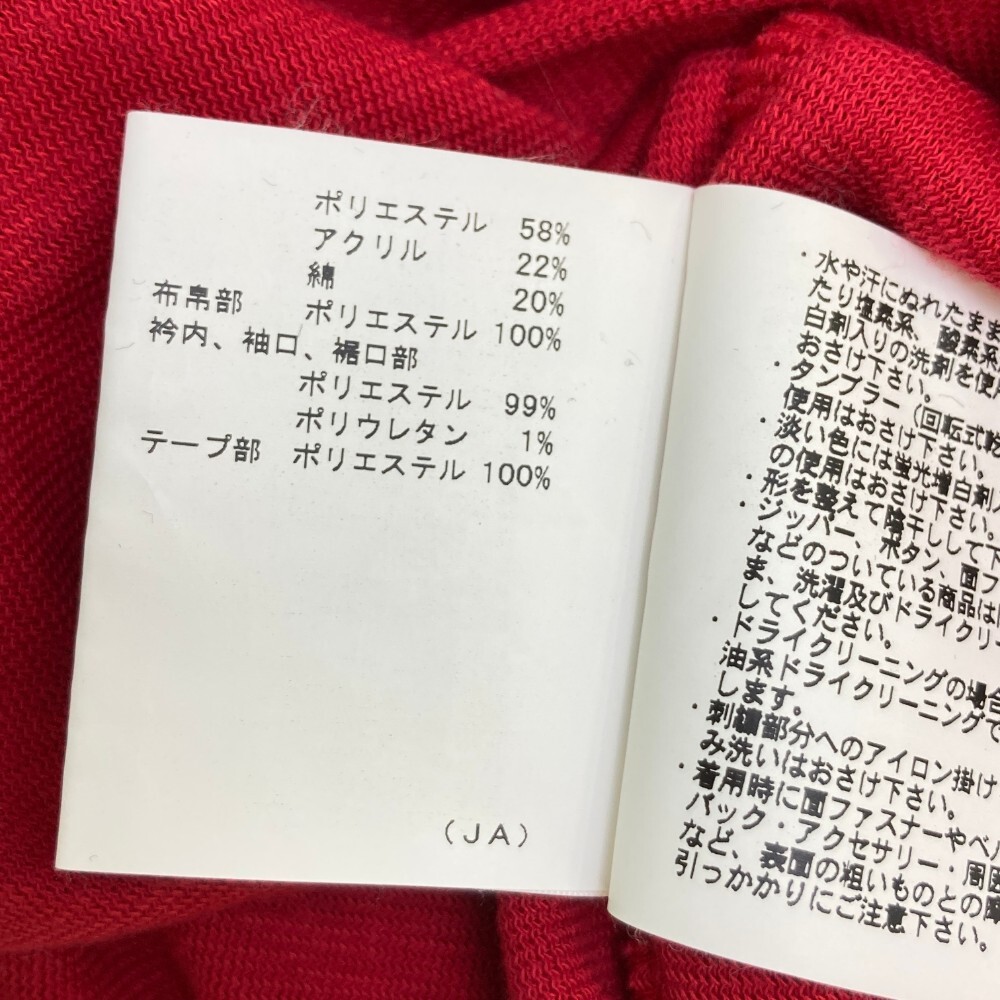 ポリエステル 58%
アクリル 22%
綿 20%
布帛部 ポリエステル 100%
衿内、袖口、裾口部
ポリエステル 99%
ポリウレタン 1%
テープ部 ポリエステル 100%
(JA)
・水や汗にぬれたまま
たり塩素系、酸素系
白剤入りの洗剤を使用
おさけ下さい。
・タンブラー(回転式乾
使用はおさけ下さい。
・淡い色には蛍光増白剤入
の使用はおさけ下さい。
・形を整えて陰干しして下
・ジッパー、ボタン、面フ
などのついている商品は
ま、洗濯及びドライクリー
してください。
・ドライクリーニングの場合
油系ドライクリーニングで
します。
・刺繍部分へのアイロン掛け
み洗いはおさけ下さい。
・着用時に面ファスナーやベル
バック・アクセサリー・周囲
など、表面の粗いものとの摩
引っかかりにご注意下さい。